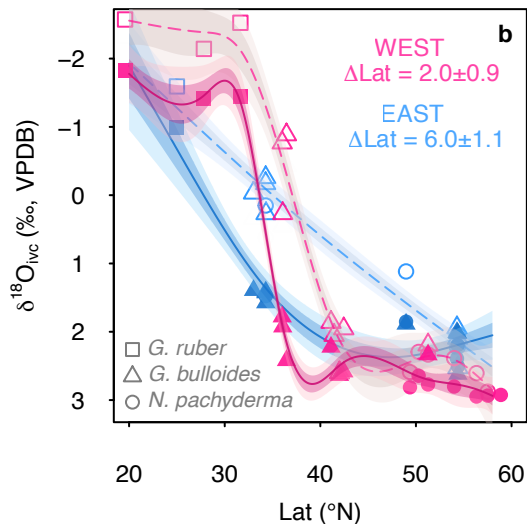 b
WEST
ΔLat = 2.0±0.9
EAST
ΔLat = 6.0±1.1
δ¹⁸O_ivc (‰, VPDB)
−2
−1
0
1
2
3
G. ruber
G. bulloides
N. pachyderma
20 30 40 50 60
Lat (°N)